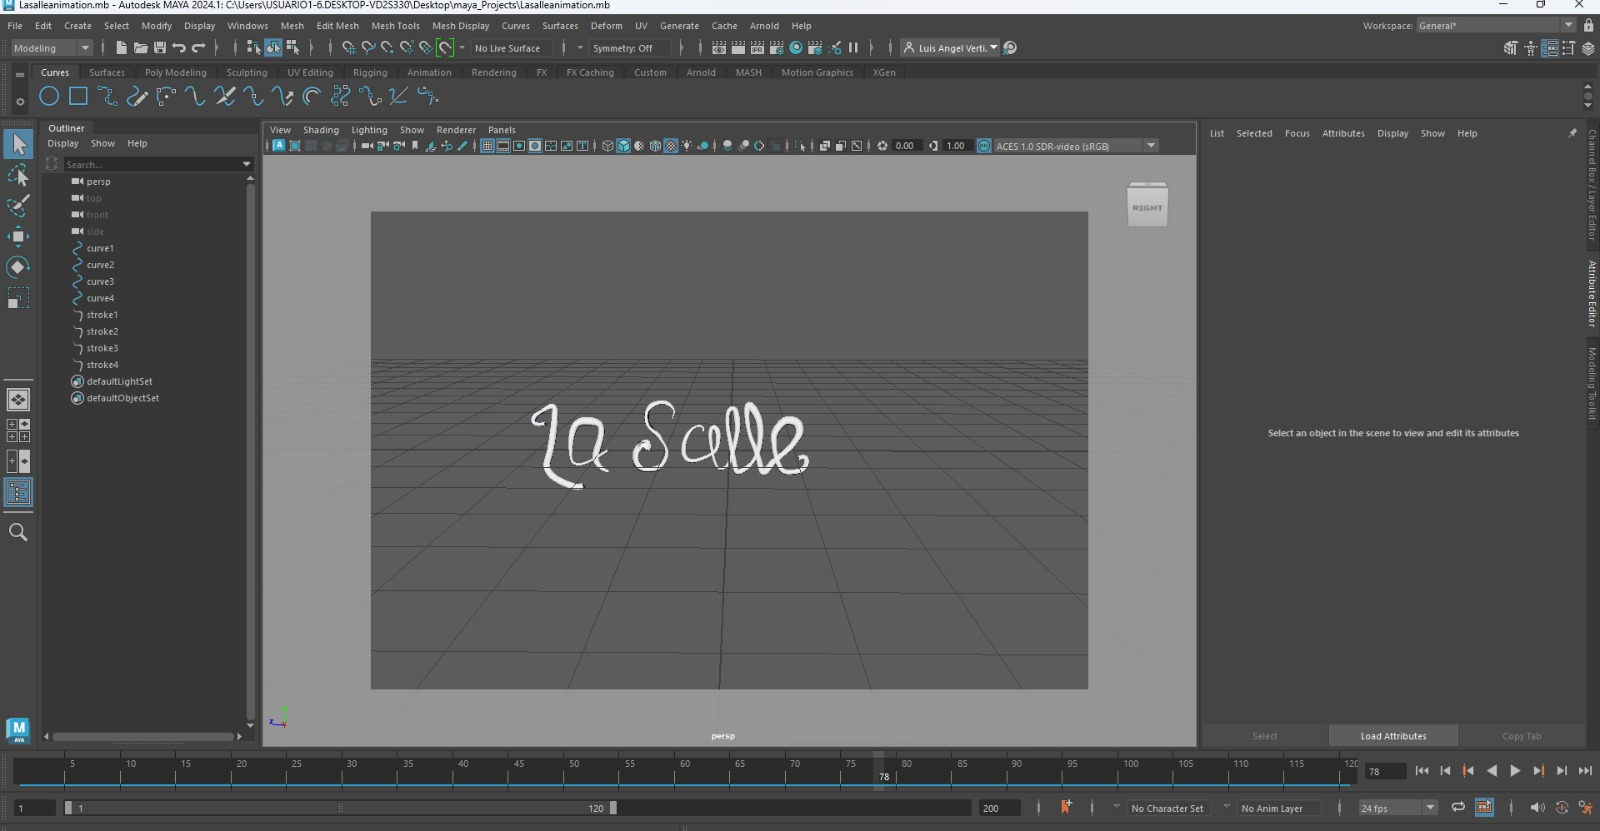 Lasalleanimation.mb - Autodesk MAYA 2024.1: C:\Users\USUARIO1-6.DESKTOP-VD2S330\Desktop\maya_Projects\Lasalleanimation.mb
File Edit Create Select Modify Display Windows Mesh Edit Mesh Mesh Tools Mesh Display Curves Surfaces Deform UV Generate Cache Arnold Help Workspace: General*
Modeling No Live Surface Symmetry: Off IPR Luis Angel Verti.
Curves Surfaces Poly Modeling Sculpting UV Editing Rigging Animation Rendering FX FX Caching Custom Arnold MASH Motion Graphics XGen
Outliner
Display Show Help
Search...
persp
top
front
side
curve1
curve2
curve3
curve4
stroke1
stroke2
stroke3
stroke4
defaultLightSet
defaultObjectSet
View Shading Lighting Show Renderer Panels
0.00 1.00 ACES 1.0 SDR-video (sRGB)
RIGHT
La Salle
z
persp
List Selected Focus Attributes Display Show Help
Select an object in the scene to view and edit its attributes
Select Load Attributes Copy Tab
Channel Box / Layer Editor
Attribute Editor
Modeling Toolkit
M
AYA
5 10 15 20 25 30 35 40 45 50 55 60 65 70 75 80 85 90 95 100 105 110 115 120
78 78
1 1 120 200 No Character Set No Anim Layer 24 fps